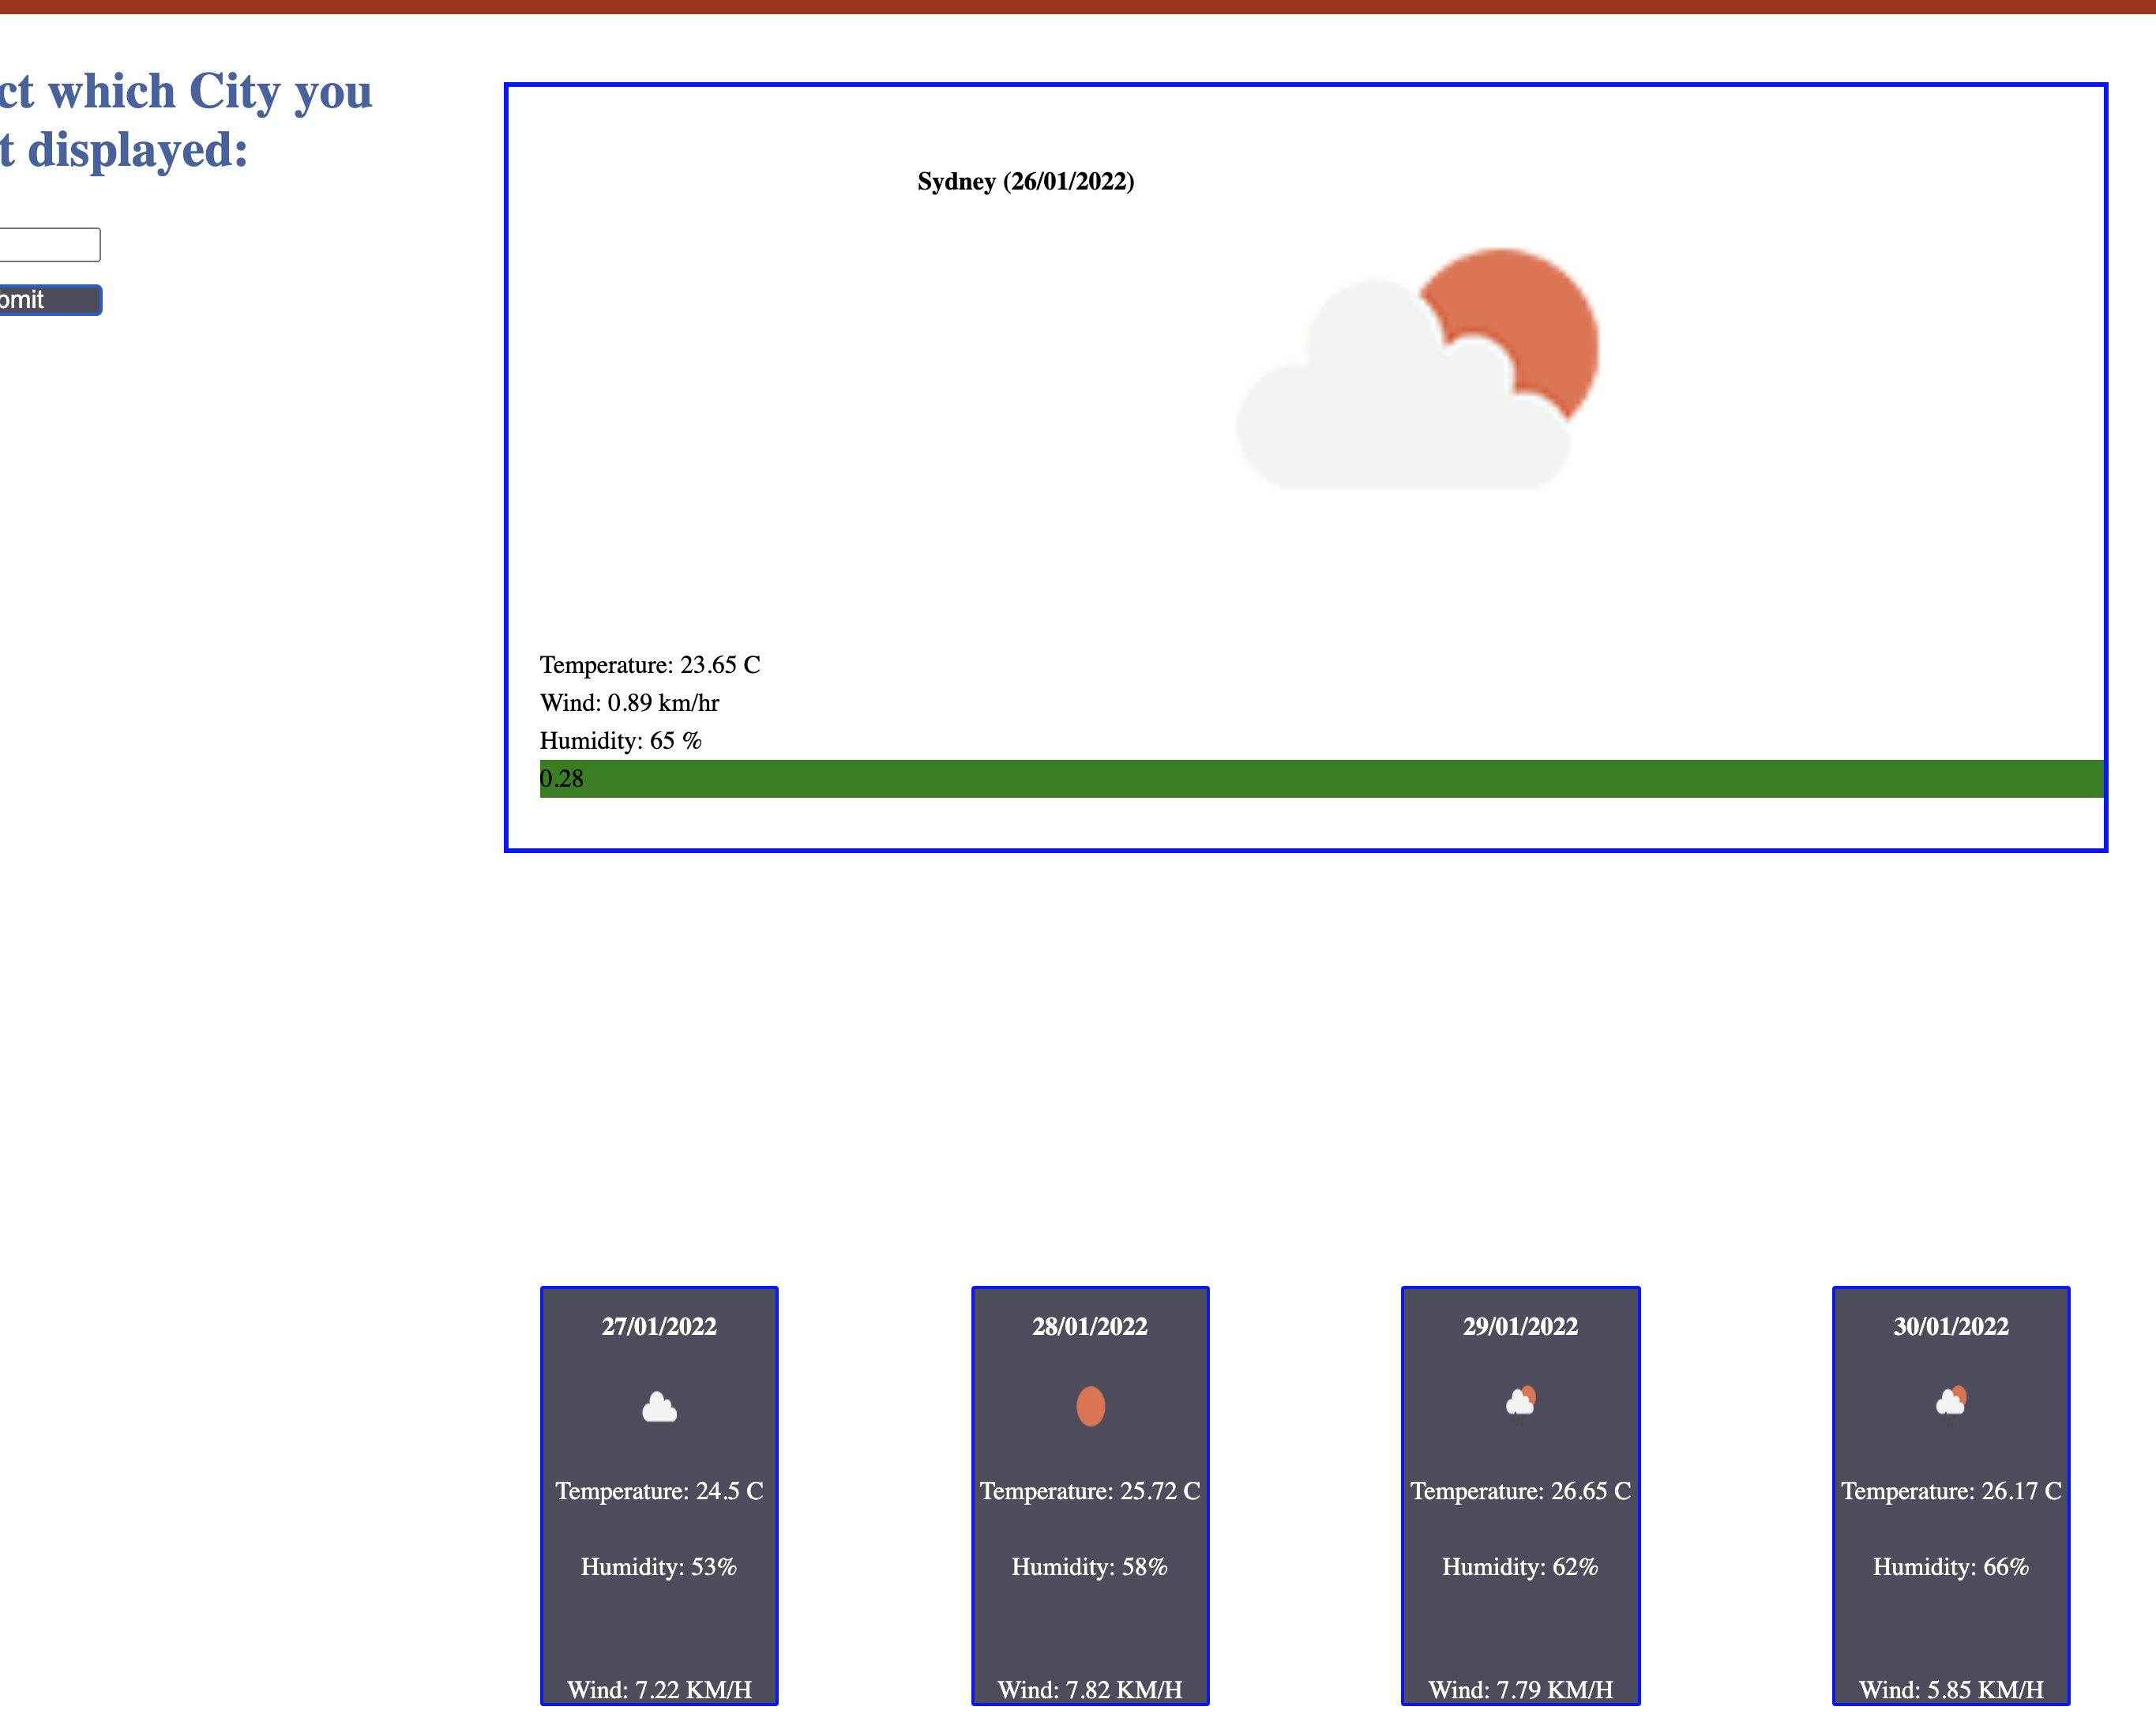 ct which City you
t displayed:
bmit
Sydney (26/01/2022)
Temperature: 23.65 C
Wind: 0.89 km/hr
Humidity: 65 %
0.28
27/01/2022
Temperature: 24.5 C
Humidity: 53%
Wind: 7.22 KM/H
28/01/2022
Temperature: 25.72 C
Humidity: 58%
Wind: 7.82 KM/H
29/01/2022
Temperature: 26.65 C
Humidity: 62%
Wind: 7.79 KM/H
30/01/2022
Temperature: 26.17 C
Humidity: 66%
Wind: 5.85 KM/H